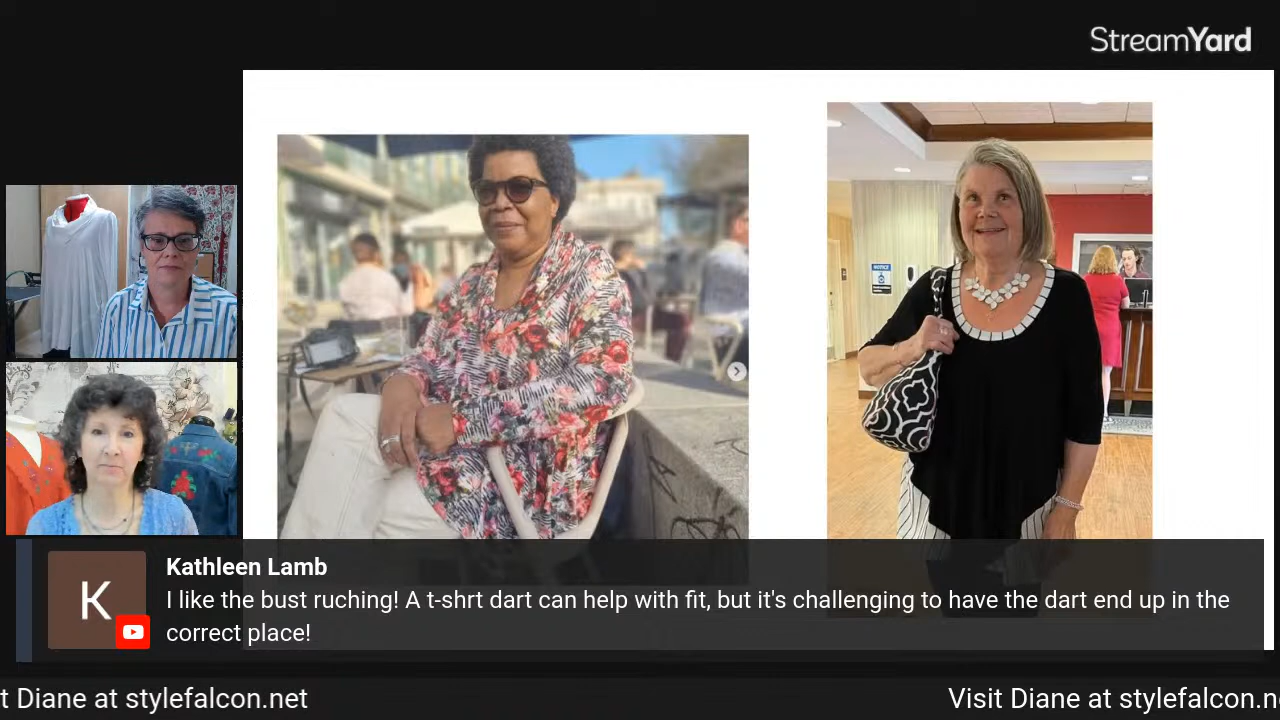 StreamYard
NOTICE
K
Kathleen Lamb
I like the bust ruching! A t-shrt dart can help with fit, but it's challenging to have the dart end up in the
correct place!
t Diane at stylefalcon.net
Visit Diane at stylefalcon.n